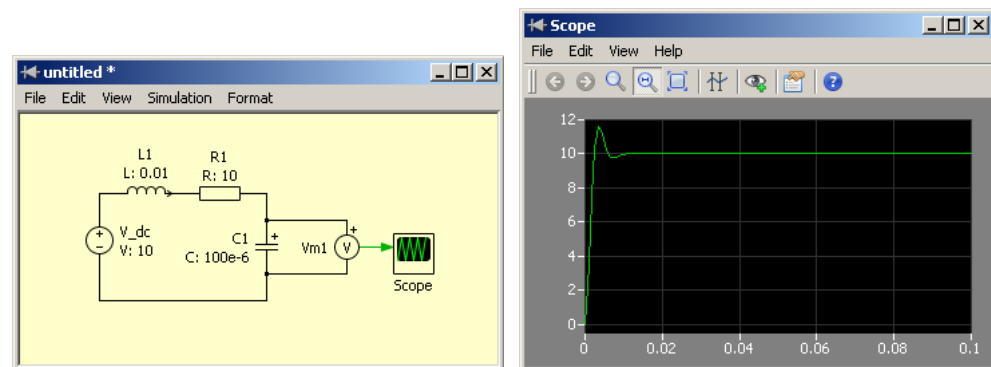 untitled *
File Edit View Simulation Format
L1
L: 0.01
R1
R: 10
V_dc
V: 10
+
-
C1
+
C: 100e-6
Vm1
+
V
Scope
Scope
File Edit View Help
12
10
8
6
4
2
0
0 0.02 0.04 0.06 0.08 0.1